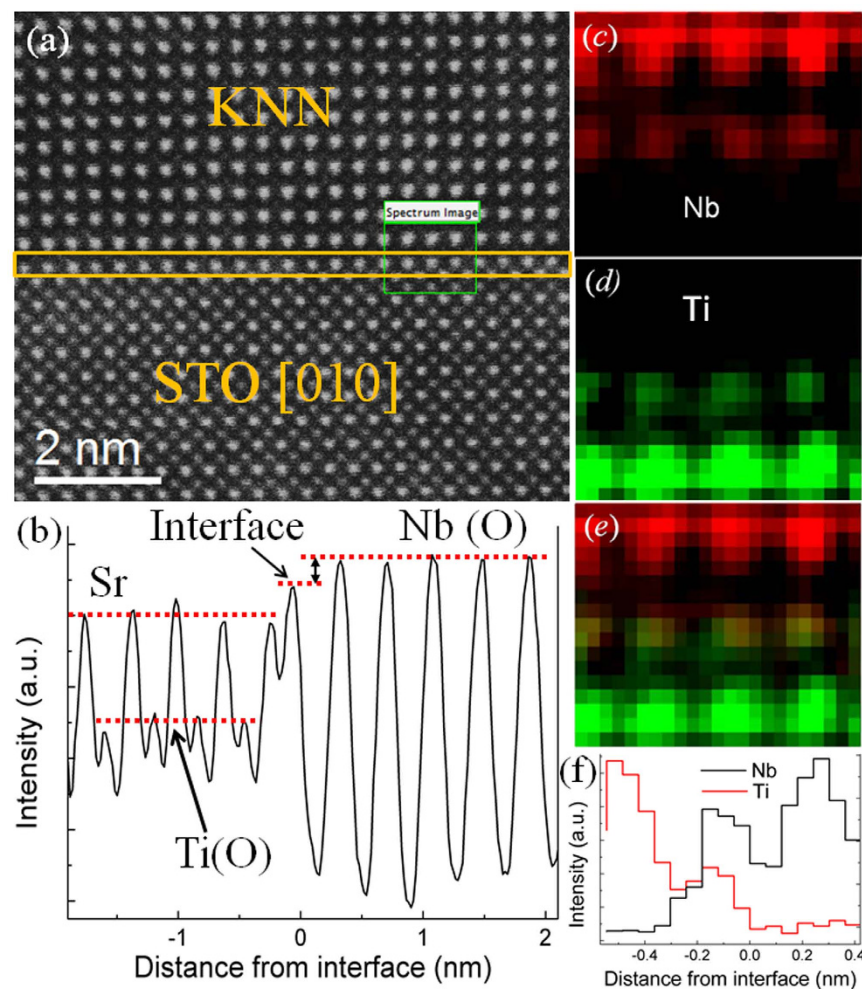 (a)
KNN
Spectrum Image
STO [010]
2 nm
(b)
Interface
Nb (O)
Sr
Ti(O)
Intensity (a.u.)
-1
0
1
2
Distance from interface (nm)
(c)
Nb
(d)
Ti
(e)
(f)
Nb
Ti
Intensity (a.u.)
-0.4
-0.2
0.0
0.2
0.4
Distance from interface (nm)